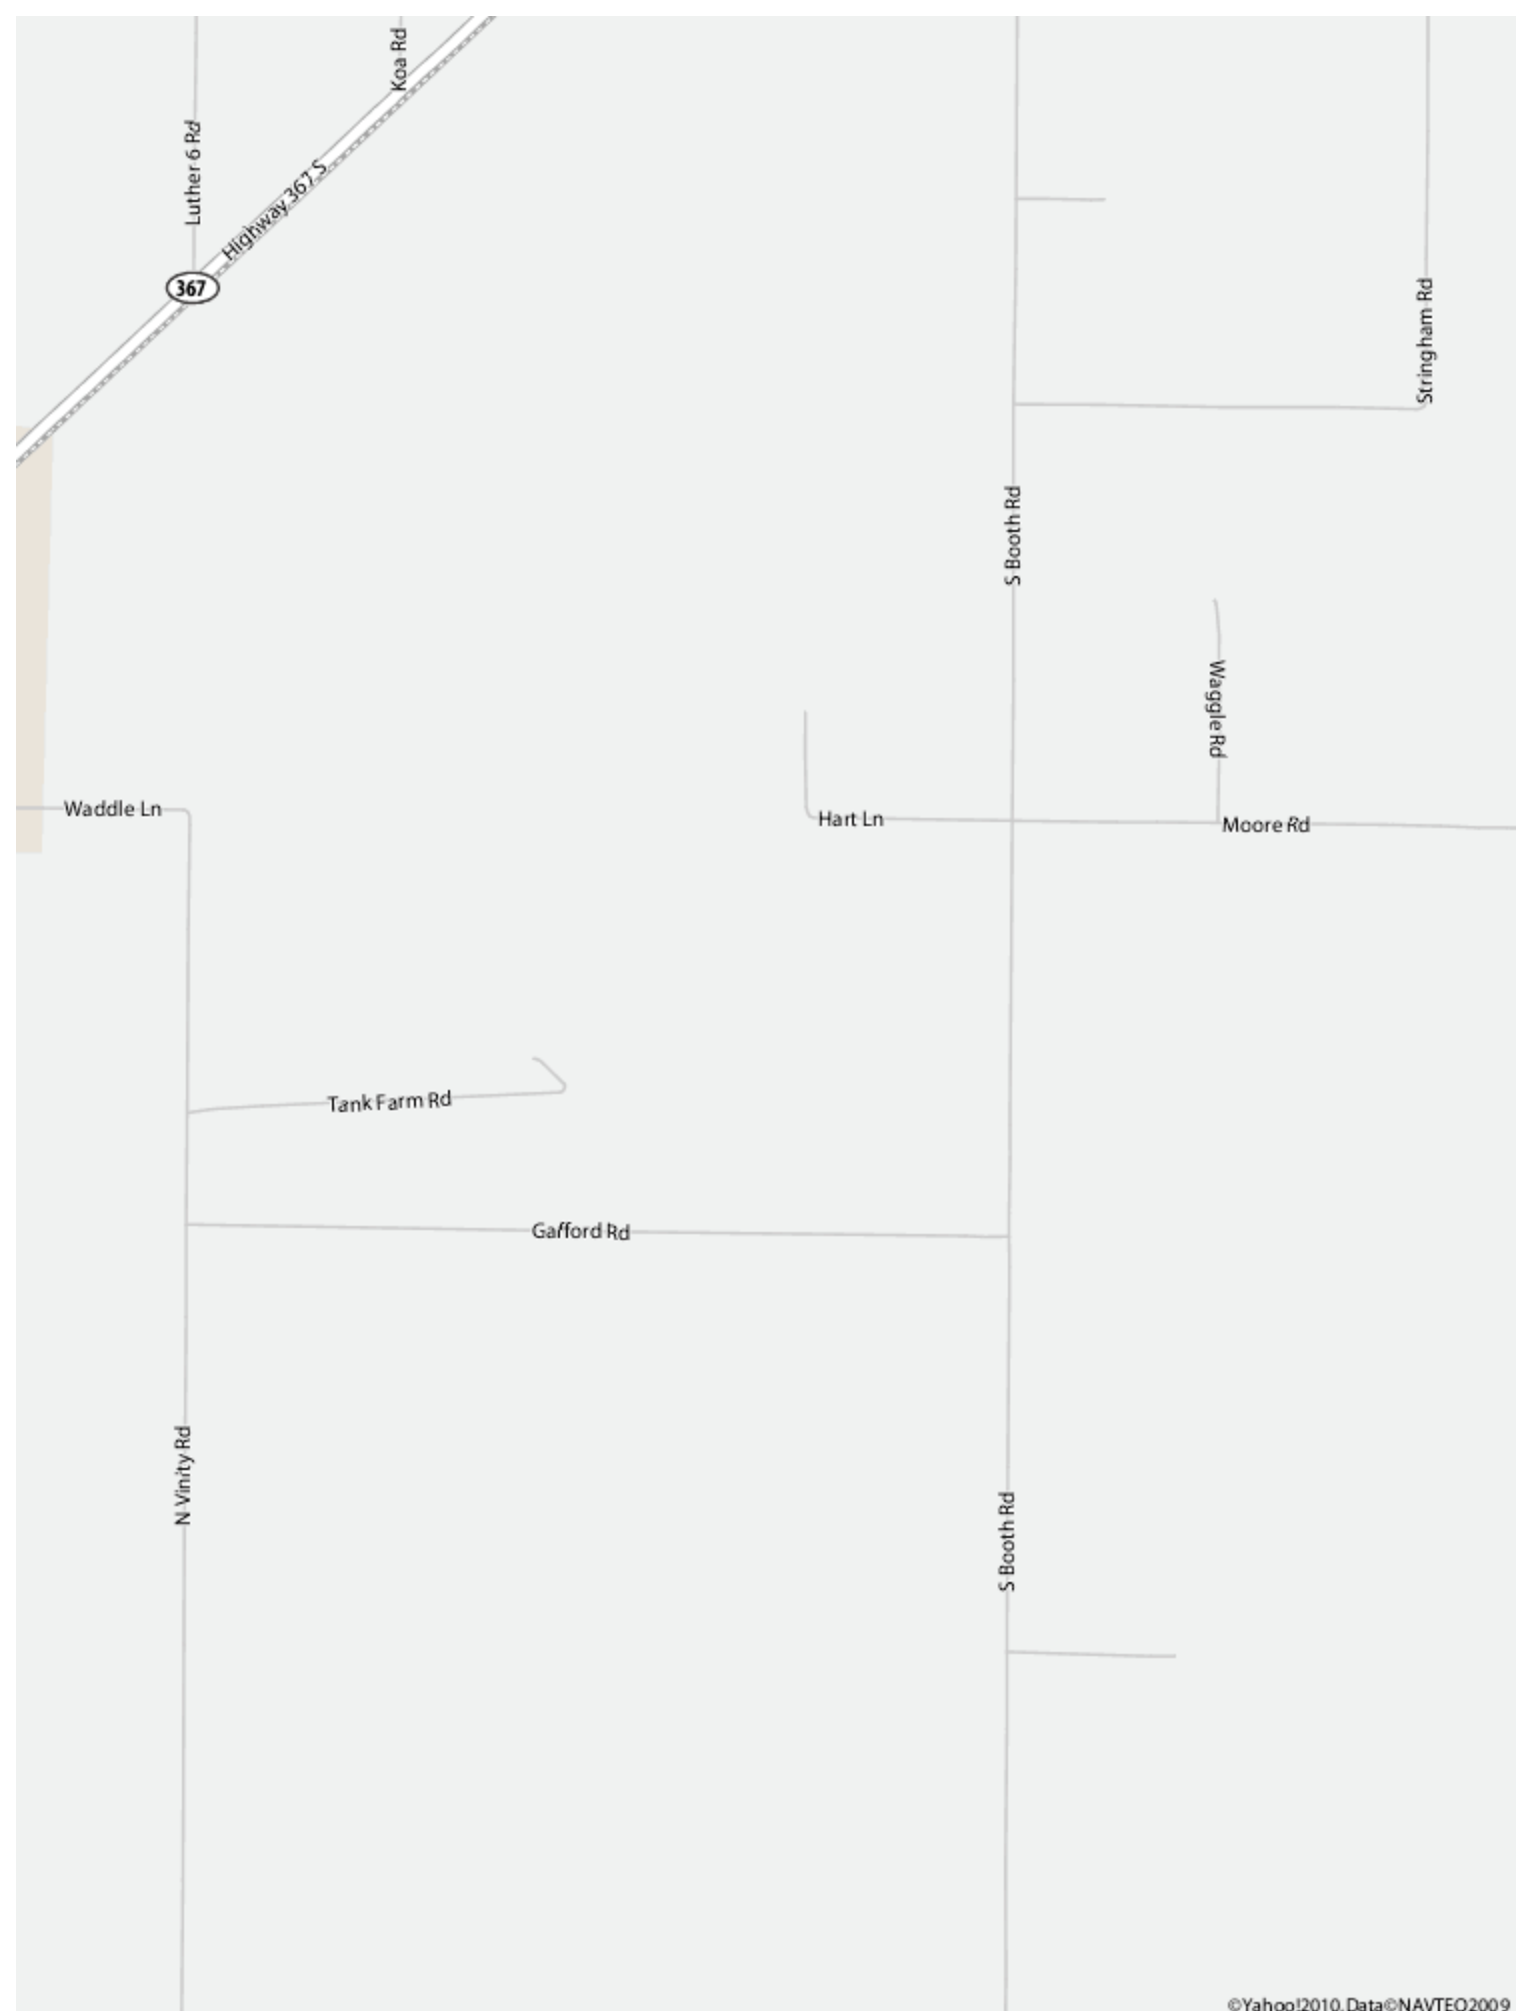 Koa Rd
Luther 6 Rd
Highway 367 S
367
Stringham Rd
S Booth Rd
Waggle Rd
Waddle Ln
Hart Ln
Moore Rd
Tank Farm Rd
Gafford Rd
N Vinity Rd
S Booth Rd
©Yahoo!2010, Data©NAVTEQ2009